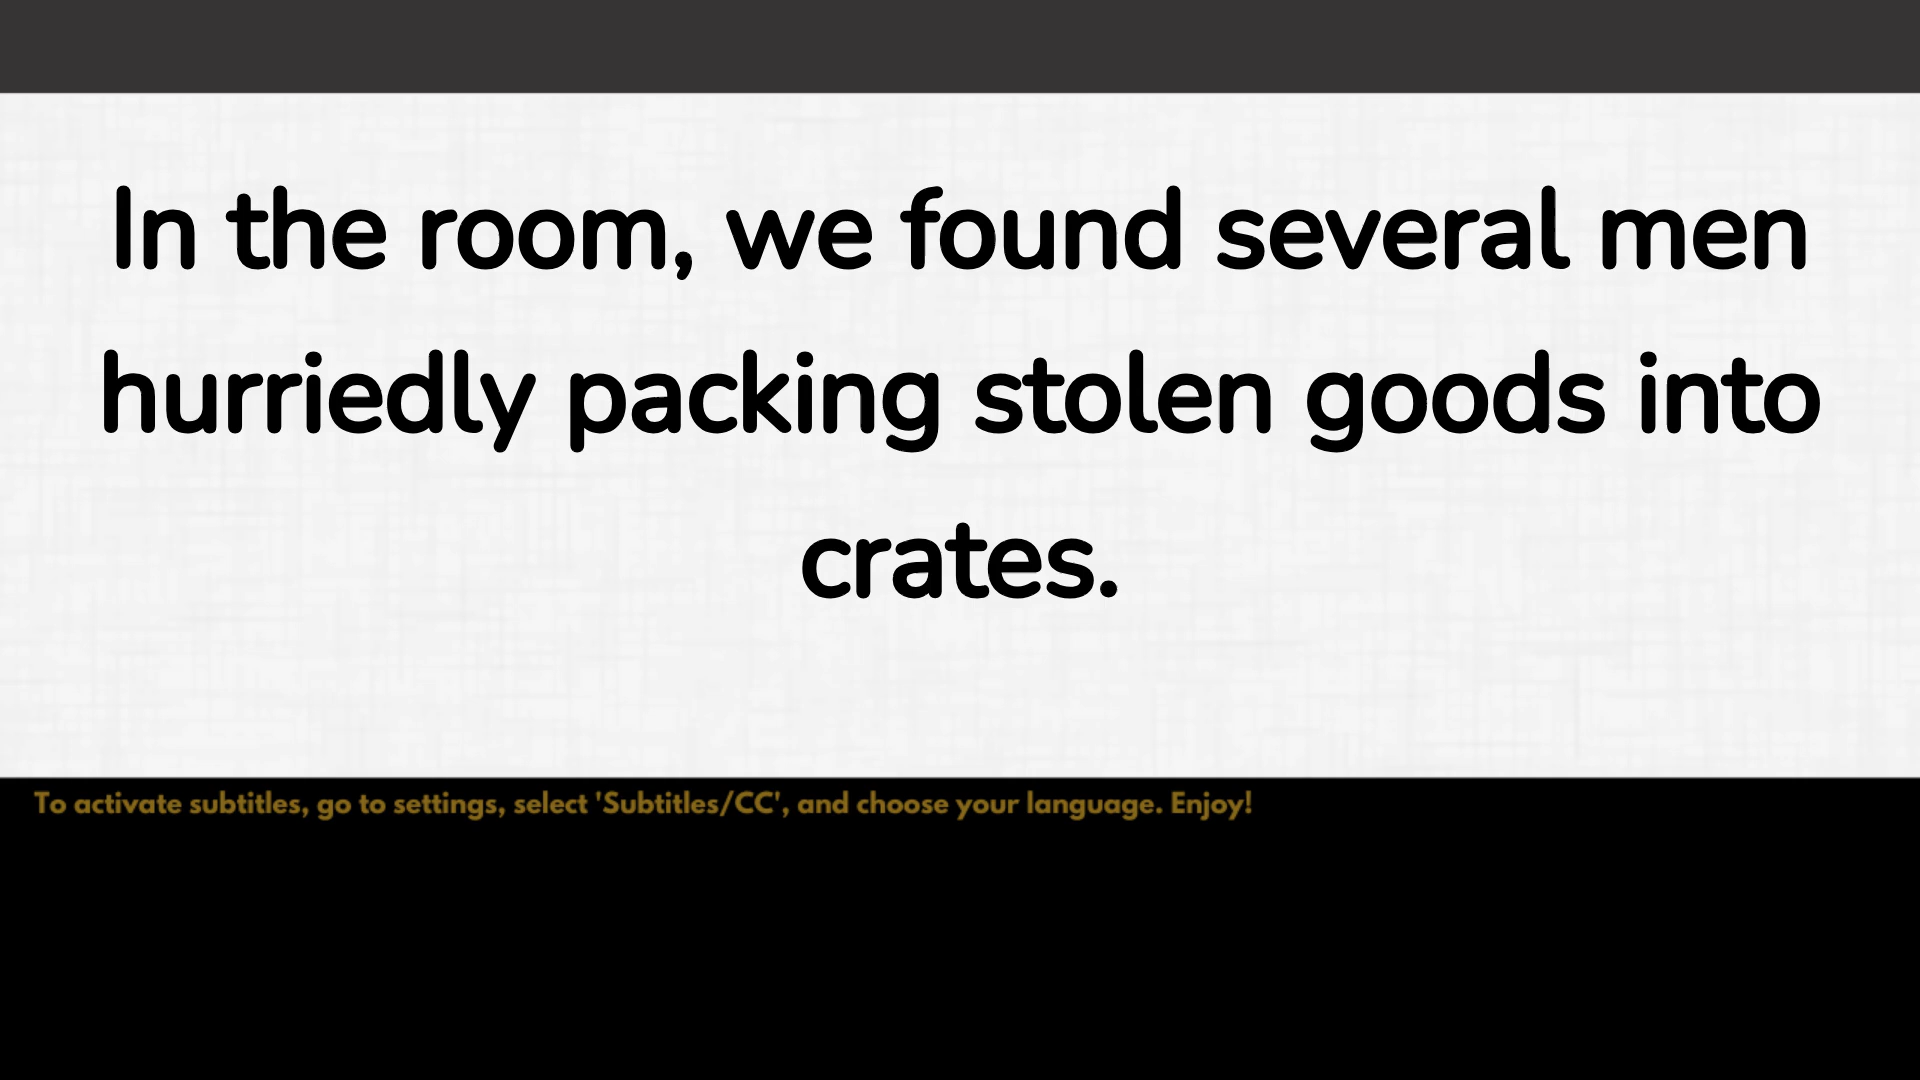 In the room, we found several men
hurriedly packing stolen goods into
crates.
To activate subtitles, go to settings, select 'Subtitles/CC', and choose your language. Enjoy!